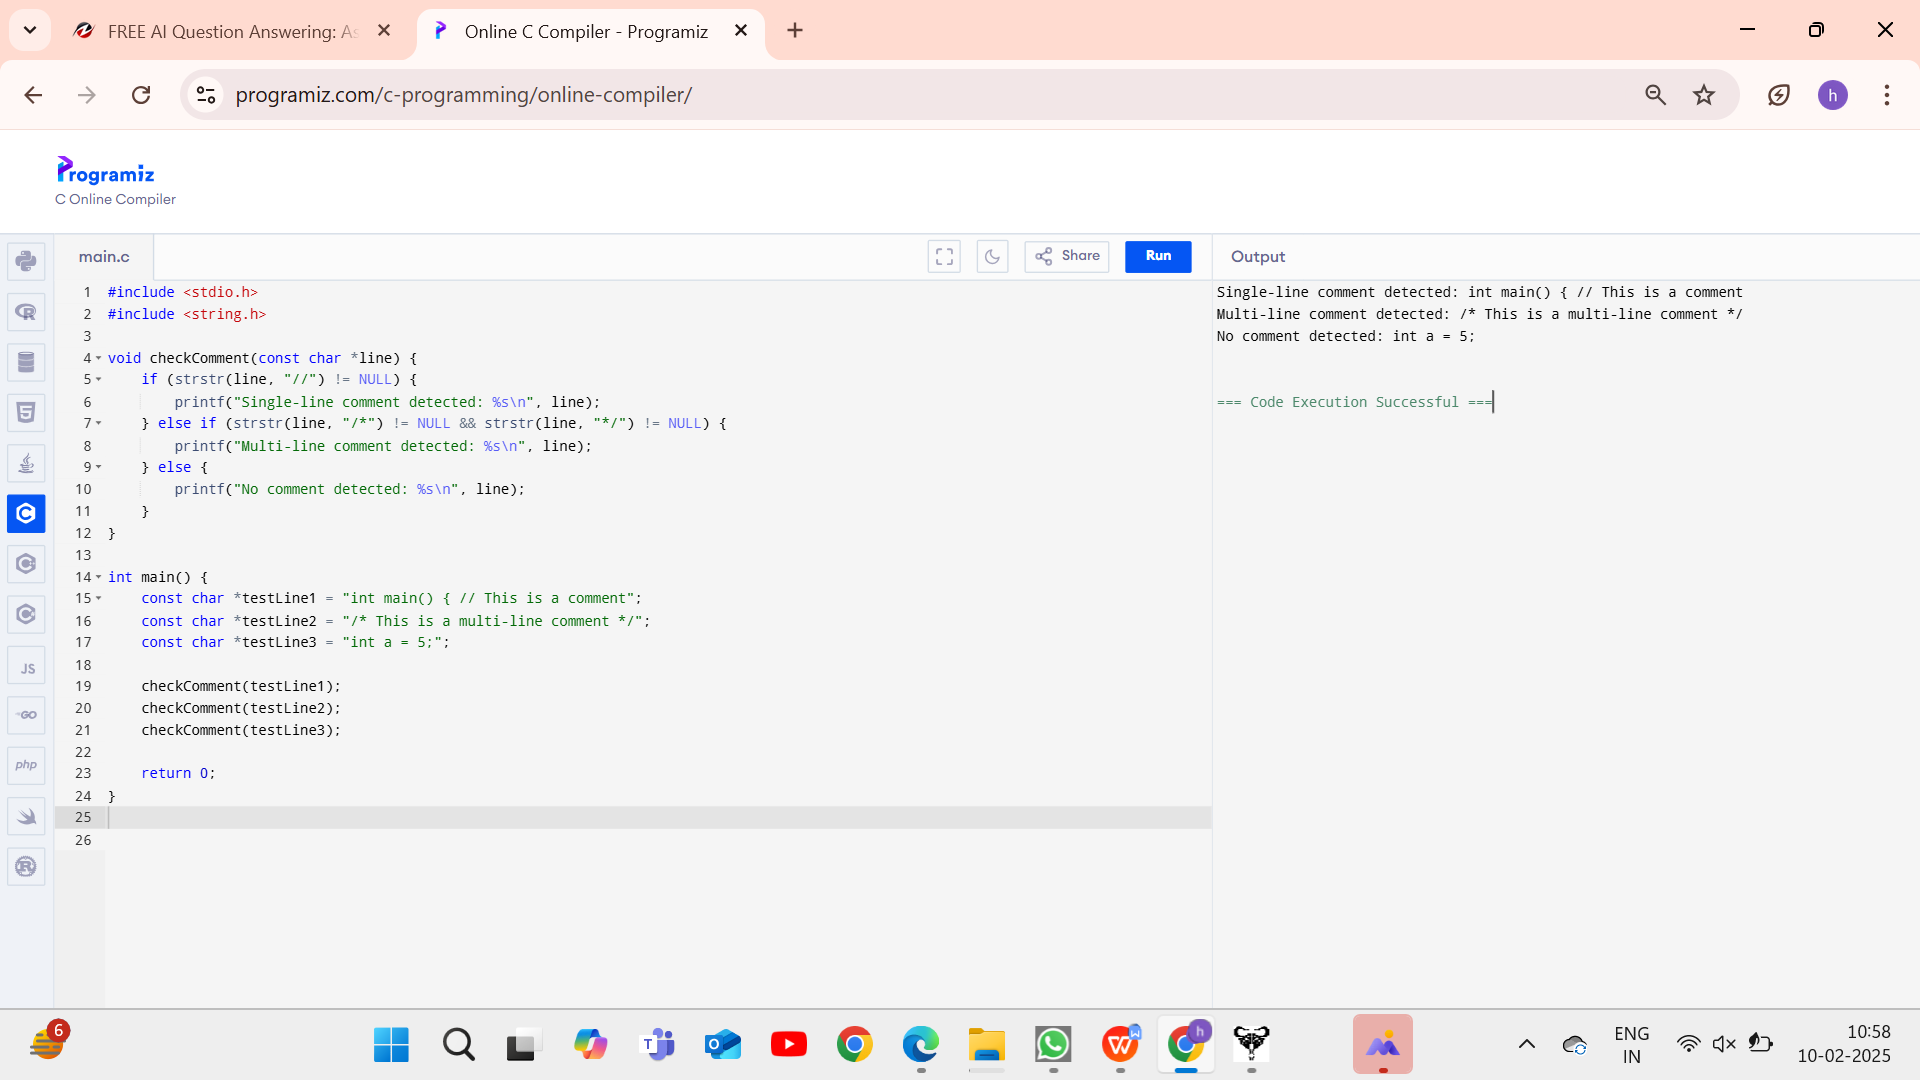 FREE AI Question Answering: As
Online C Compiler - Programiz
programiz.com/c-programming/online-compiler/
h
Programiz
C Online Compiler
main.c
Share
Run
Output
1 #include <stdio.h>
2 #include <string.h>
3
4 void checkComment(const char *line) {
5     if (strstr(line, "//") != NULL) {
6         printf("Single-line comment detected: %s\n", line);
7     } else if (strstr(line, "/*") != NULL && strstr(line, "*/") != NULL) {
8         printf("Multi-line comment detected: %s\n", line);
9     } else {
10         printf("No comment detected: %s\n", line);
11     }
12 }
13
14 int main() {
15     const char *testLine1 = "int main() { // This is a comment";
16     const char *testLine2 = "/* This is a multi-line comment */";
17     const char *testLine3 = "int a = 5;";
18
19     checkComment(testLine1);
20     checkComment(testLine2);
21     checkComment(testLine3);
22
23     return 0;
24 }
25
26
Single-line comment detected: int main() { // This is a comment
Multi-line comment detected: /* This is a multi-line comment */
No comment detected: int a = 5;
=== Code Execution Successful ===
JS
GO
php
6
h
ENG
IN
10:58
10-02-2025